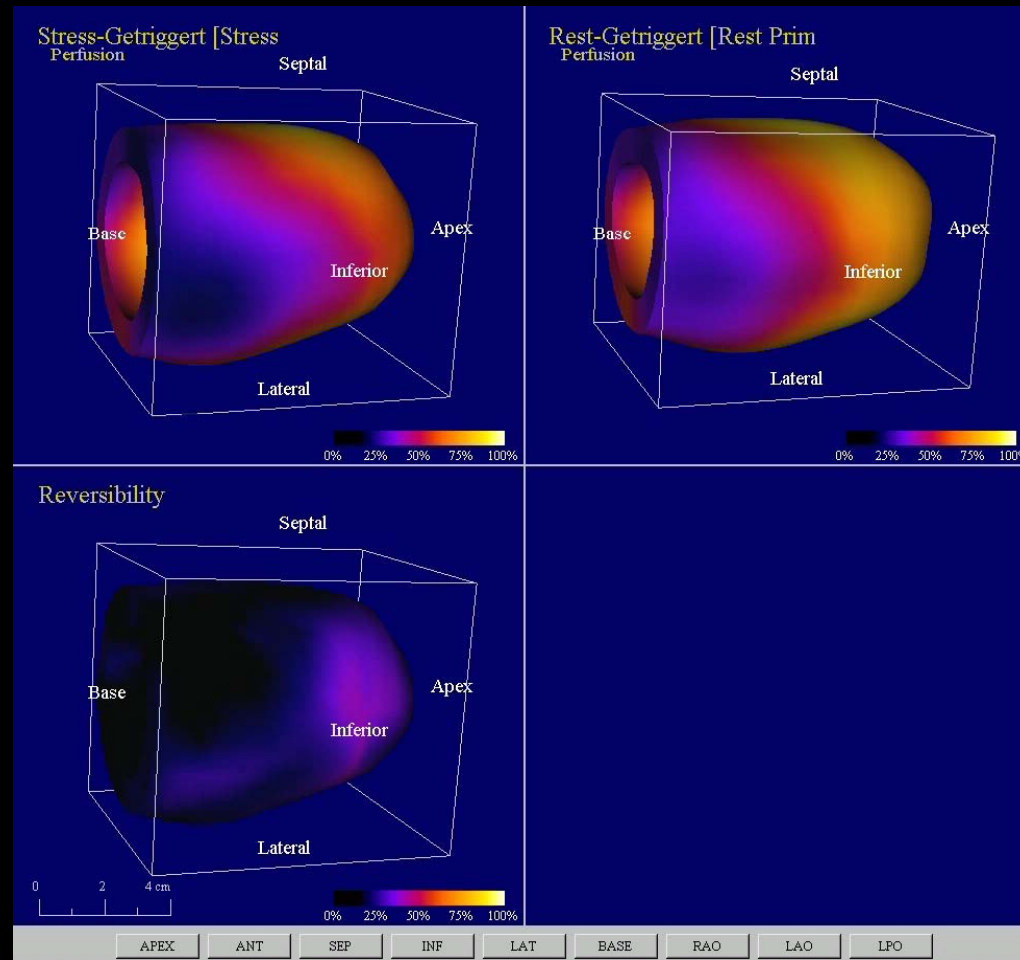 Stress-Getriggert [Stress
Perfusion
Septal
Base
Apex
Inferior
Lateral
0% 25% 50% 75% 100%
Rest-Getriggert [Rest Prim
Perfusion
Septal
Base
Apex
Inferior
Lateral
0% 25% 50% 75% 100%
Reversibility
Septal
Base
Apex
Inferior
Lateral
0 2 4 cm
0% 25% 50% 75% 100%
APEX ANT SEP INF LAT BASE RAO LAO LPO